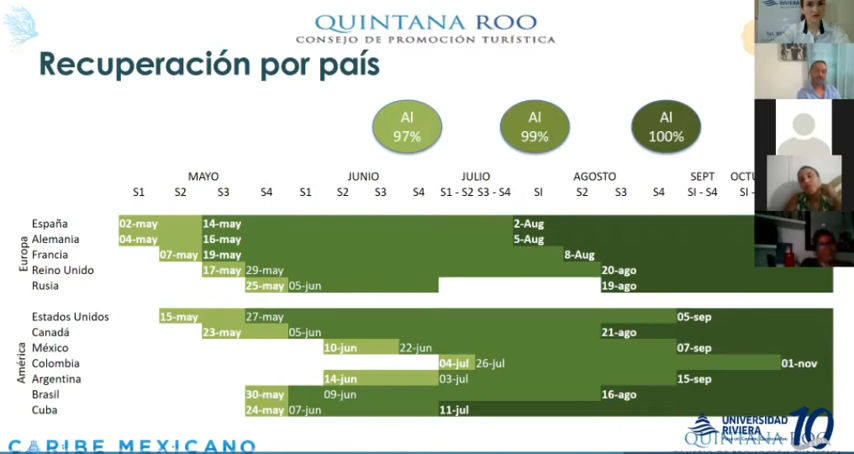 QUINTANA ROO
CONSEJO DE PROMOCIÓN TURÍSTICA
Recuperación por país
AI 97%
AI 99%
AI 100%
MAYO JUNIO JULIO AGOSTO SEPT OCTU
S1 S2 S3 S4 S1 S2 S3 S4 S1 - S2 S3 - S4 SI S2 S3 S4 SI - S4 SI -
Europa
España 02-may 14-may 2-Aug
Alemania 04-may 16-may 5-Aug
Francia 07-may 19-may 8-Aug
Reino Unido 17-may 29-may 20-ago
Rusia 25-may 05-jun 19-ago
América
Estados Unidos 15-may 27-may 05-sep
Canadá 23-may 05-jun 21-ago
México 10-jun 22-jun 07-sep
Colombia 04-jul 26-jul 01-nov
Argentina 14-jun 03-jul 15-sep
Brasil 30-may 09-jun 16-ago
Cuba 24-may 07-jun 11-jul
CARIBE MEXICANO
UNIVERSIDAD
RIVIERA
10
QUINTANA ROO
CONSEJO DE PROMOCIÓN TURÍSTICA
RIVIERA